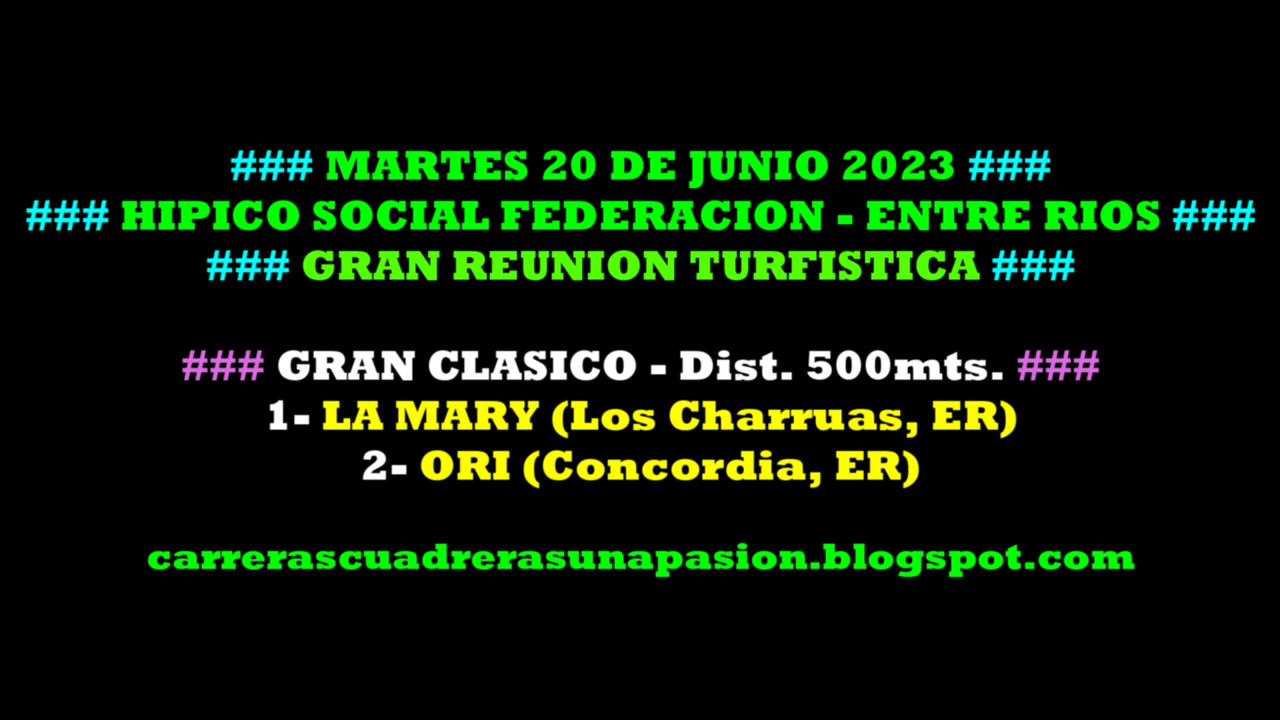 ### MARTES 20 DE JUNIO 2023 ###
### HIPICO SOCIAL FEDERACION - ENTRE RIOS ###
### GRAN REUNION TURFISTICA ###
### GRAN CLASICO - Dist. 500mts. ###
1- LA MARY (Los Charruas, ER)
2- ORI (Concordia, ER)
carrerascuadrerasunapasion.blogspot.com